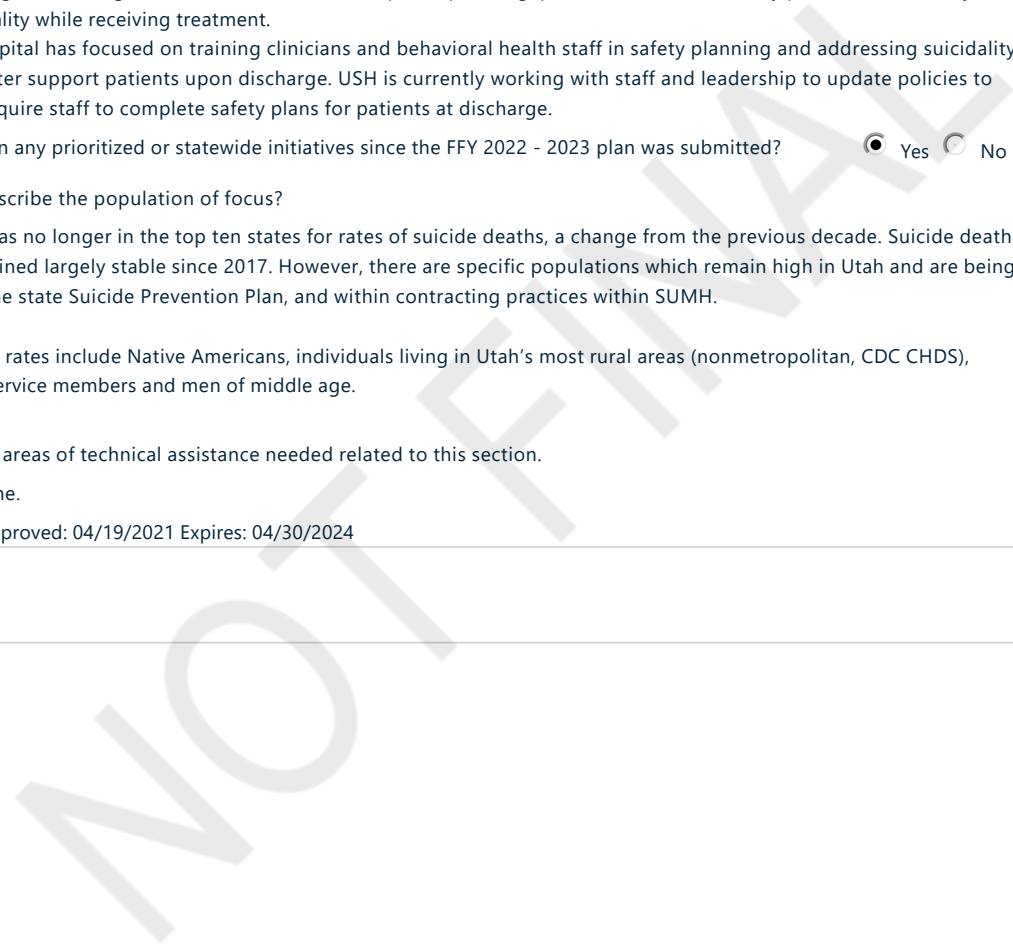 ality while receiving treatment.
pital has focused on training clinicians and behavioral health staff in safety planning and addressing suicidality
ter support patients upon discharge. USH is currently working with staff and leadership to update policies to
quire staff to complete safety plans for patients at discharge.
n any prioritized or statewide initiatives since the FFY 2022 - 2023 plan was submitted? Yes No
scribe the population of focus?
as no longer in the top ten states for rates of suicide deaths, a change from the previous decade. Suicide death
ined largely stable since 2017. However, there are specific populations which remain high in Utah and are being
he state Suicide Prevention Plan, and within contracting practices within SUMH.
rates include Native Americans, individuals living in Utah’s most rural areas (nonmetropolitan, CDC CHDS),
ervice members and men of middle age.
areas of technical assistance needed related to this section.
ne.
proved: 04/19/2021 Expires: 04/30/2024
NOT FINAL